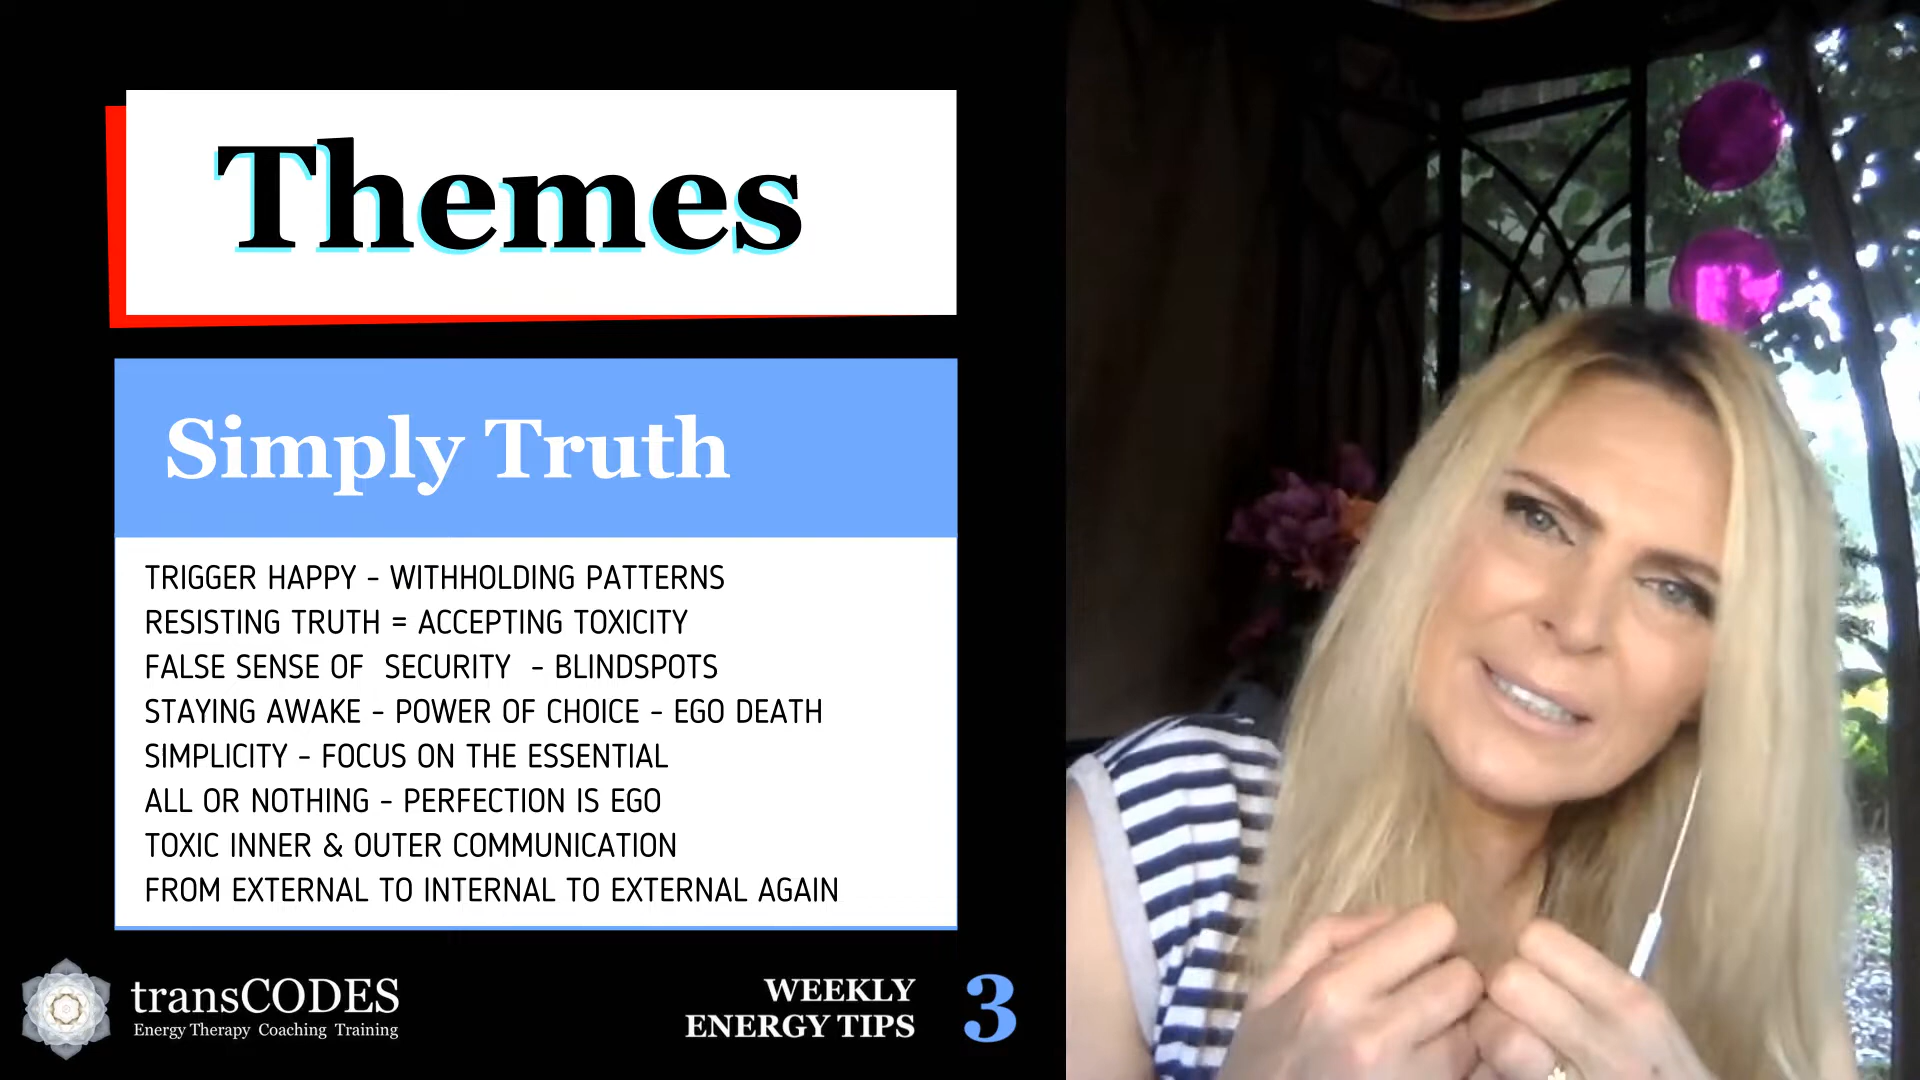 Themes
Simply Truth
TRIGGER HAPPY - WITHHOLDING PATTERNS
RESISTING TRUTH = ACCEPTING TOXICITY
FALSE SENSE OF SECURITY - BLINDSPOTS
STAYING AWAKE - POWER OF CHOICE - EGO DEATH
SIMPLICITY - FOCUS ON THE ESSENTIAL
ALL OR NOTHING - PERFECTION IS EGO
TOXIC INNER & OUTER COMMUNICATION
FROM EXTERNAL TO INTERNAL TO EXTERNAL AGAIN
transCODES
Energy Therapy Coaching Training
WEEKLY
ENERGY TIPS
3